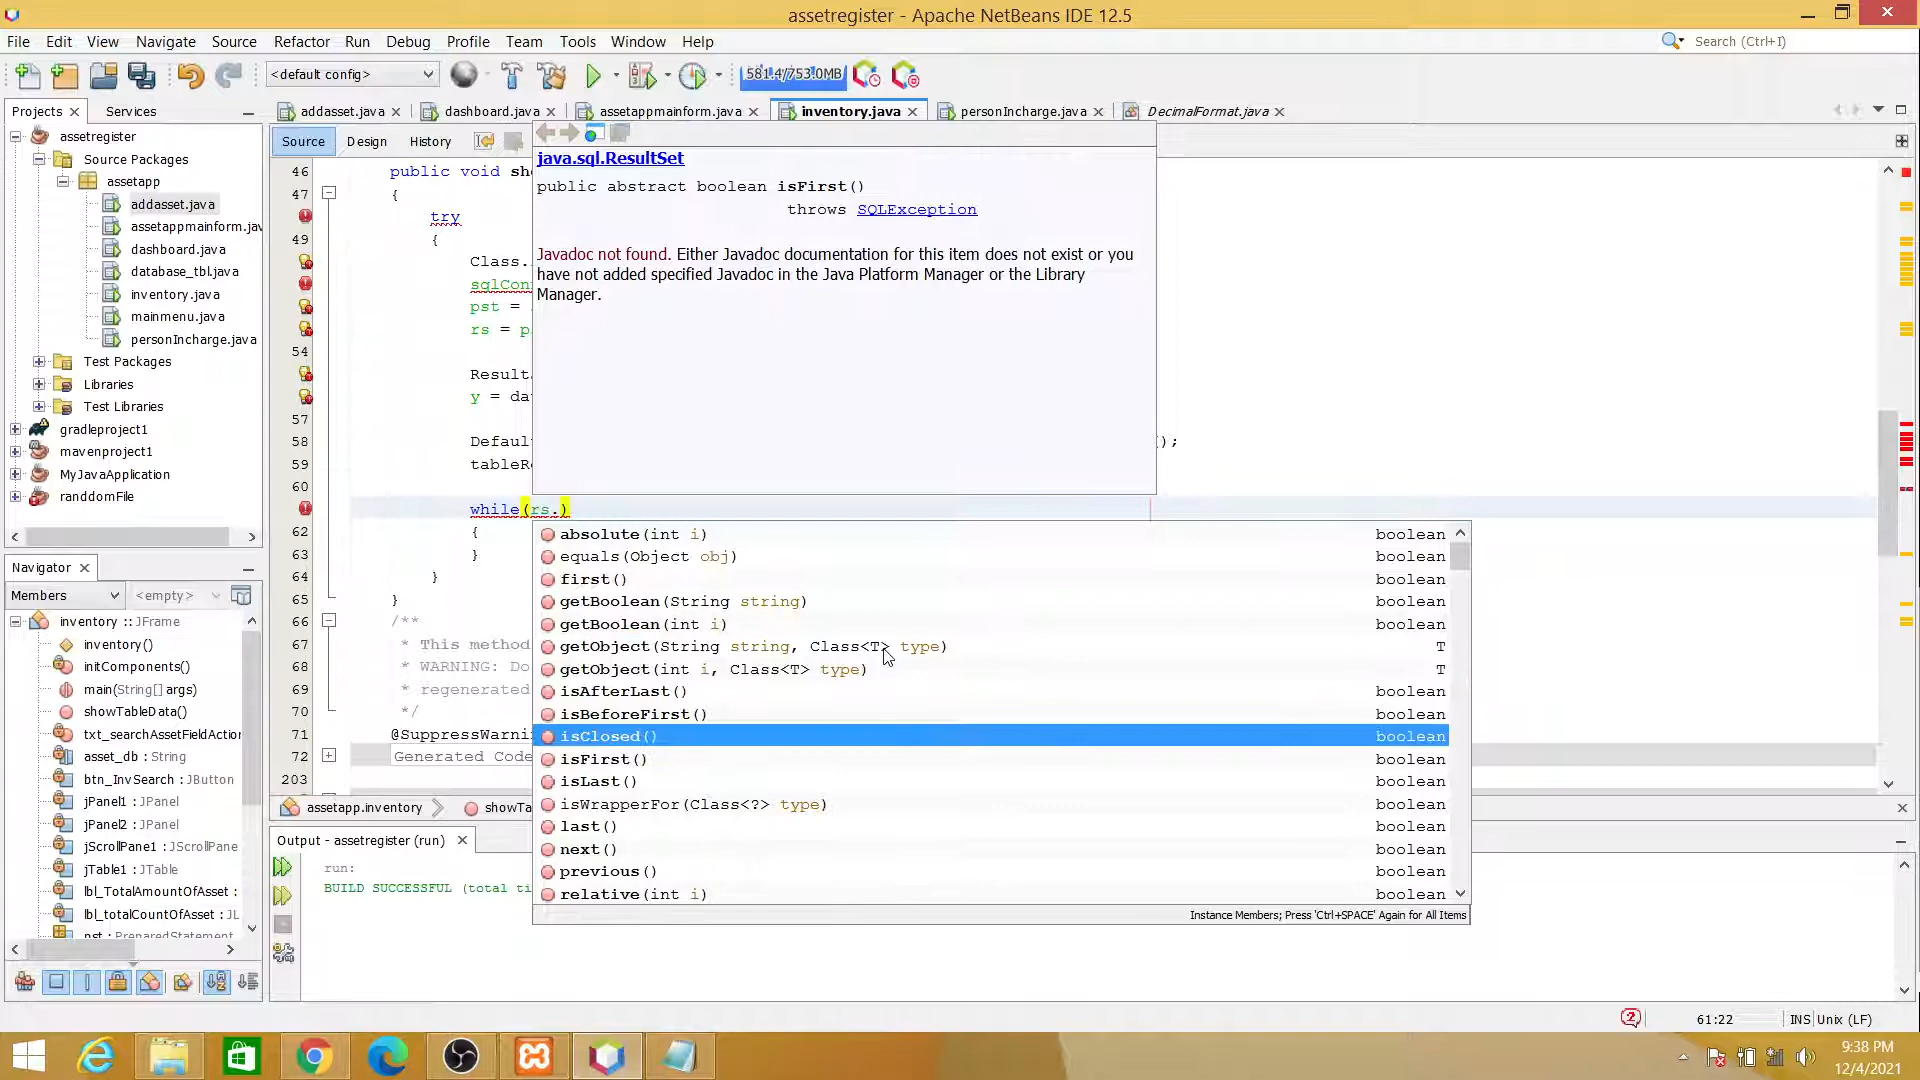 assetregister - Apache NetBeans IDE 12.5
File Edit View Navigate Source Refactor Run Debug Profile Team Tools Window Help
Search (Ctrl+I)
<default config>
581.4/753.0MB
Projects
Services
addasset.java
dashboard.java
assetappmainform.java
inventory.java
personIncharge.java
DecimalFormat.java
assetregister
Source Packages
assetapp
addasset.java
assetappmainform.jav
dashboard.java
database_tbl.java
inventory.java
mainmenu.java
personIncharge.java
Test Packages
Libraries
Test Libraries
gradleproject1
mavenproject1
MyJavaApplication
randdomFile
Source Design History
46 public void sho
47 {
try
49 {
Class.
sqlCon
pst =
rs = p
54
Result
y = da
57
58 Defaul ();
59 tableRe
60
while(rs.)
62 {
63 }
64 }
65 }
66 /**
67 * This method
68 * WARNING: Do
69 * regenerated
70 */
71 @SuppressWarni
72 Generated Code
203
java.sql.ResultSet
public abstract boolean isFirst()
throws SQLException
Javadoc not found. Either Javadoc documentation for this item does not exist or you
have not added specified Javadoc in the Java Platform Manager or the Library
Manager.
absolute(int i) boolean
equals(Object obj) boolean
first() boolean
getBoolean(String string) boolean
getBoolean(int i) boolean
getObject(String string, Class<T> type) T
getObject(int i, Class<T> type) T
isAfterLast() boolean
isBeforeFirst() boolean
isClosed() boolean
isFirst() boolean
isLast() boolean
isWrapperFor(Class<?> type) boolean
last() boolean
next() boolean
previous() boolean
relative(int i) boolean
Instance Members; Press 'Ctrl+SPACE' Again for All Items
Navigator
Members
<empty>
inventory :: JFrame
inventory()
initComponents()
main(String[] args)
showTableData()
txt_searchAssetFieldAction
asset_db : String
btn_InvSearch : JButton
jPanel1 : JPanel
jPanel2 : JPanel
jScrollPane1 : JScrollPane
jTable1 : JTable
lbl_TotalAmountOfAsset :
lbl_totalCountOfAsset : JL
pst : PreparedStatement
assetapp.inventory
showTa
Output - assetregister (run)
run:
BUILD SUCCESSFUL (total ti
2
61:22
INS
Unix (LF)
9:38 PM
12/4/2021